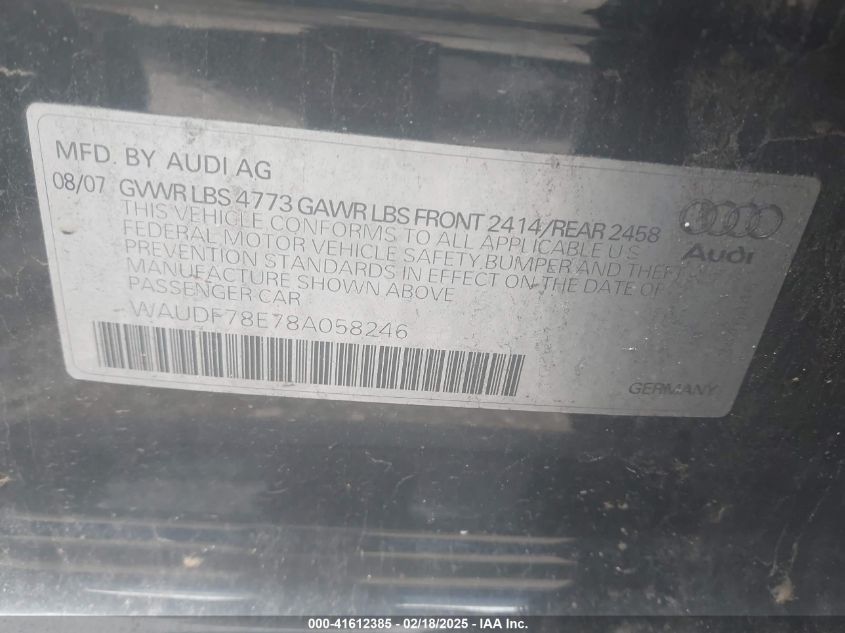 MFD. BY AUDI AG
08/07 GVWR LBS 4773 GAWR LBS FRONT 2414/REAR 2458
THIS VEHICLE CONFORMS TO ALL APPLICABLE U.S.
FEDERAL MOTOR VEHICLE SAFETY, BUMPER AND THEFT
PREVENTION STANDARDS IN EFFECT ON THE DATE OF
MANUFACTURE SHOWN ABOVE
PASSENGER CAR
WAUDF78E78A058246
Audi
GERMANY
000-41612385 - 02/18/2025 - IAA Inc.